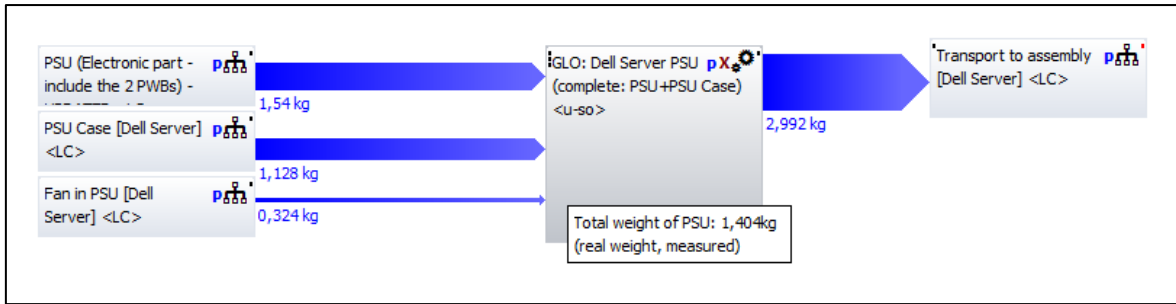 PSU (Electronic part -
include the 2 PWBs) -
p
1,54 kg
PSU Case [Dell Server]
<LC>
p
1,128 kg
Fan in PSU [Dell
Server] <LC>
p
0,324 kg
GLO: Dell Server PSU
(complete: PSU+PSU Case)
<u-so>
pX
2,992 kg
Total weight of PSU: 1,404kg
(real weight, measured)
Transport to assembly
[Dell Server] <LC>
p